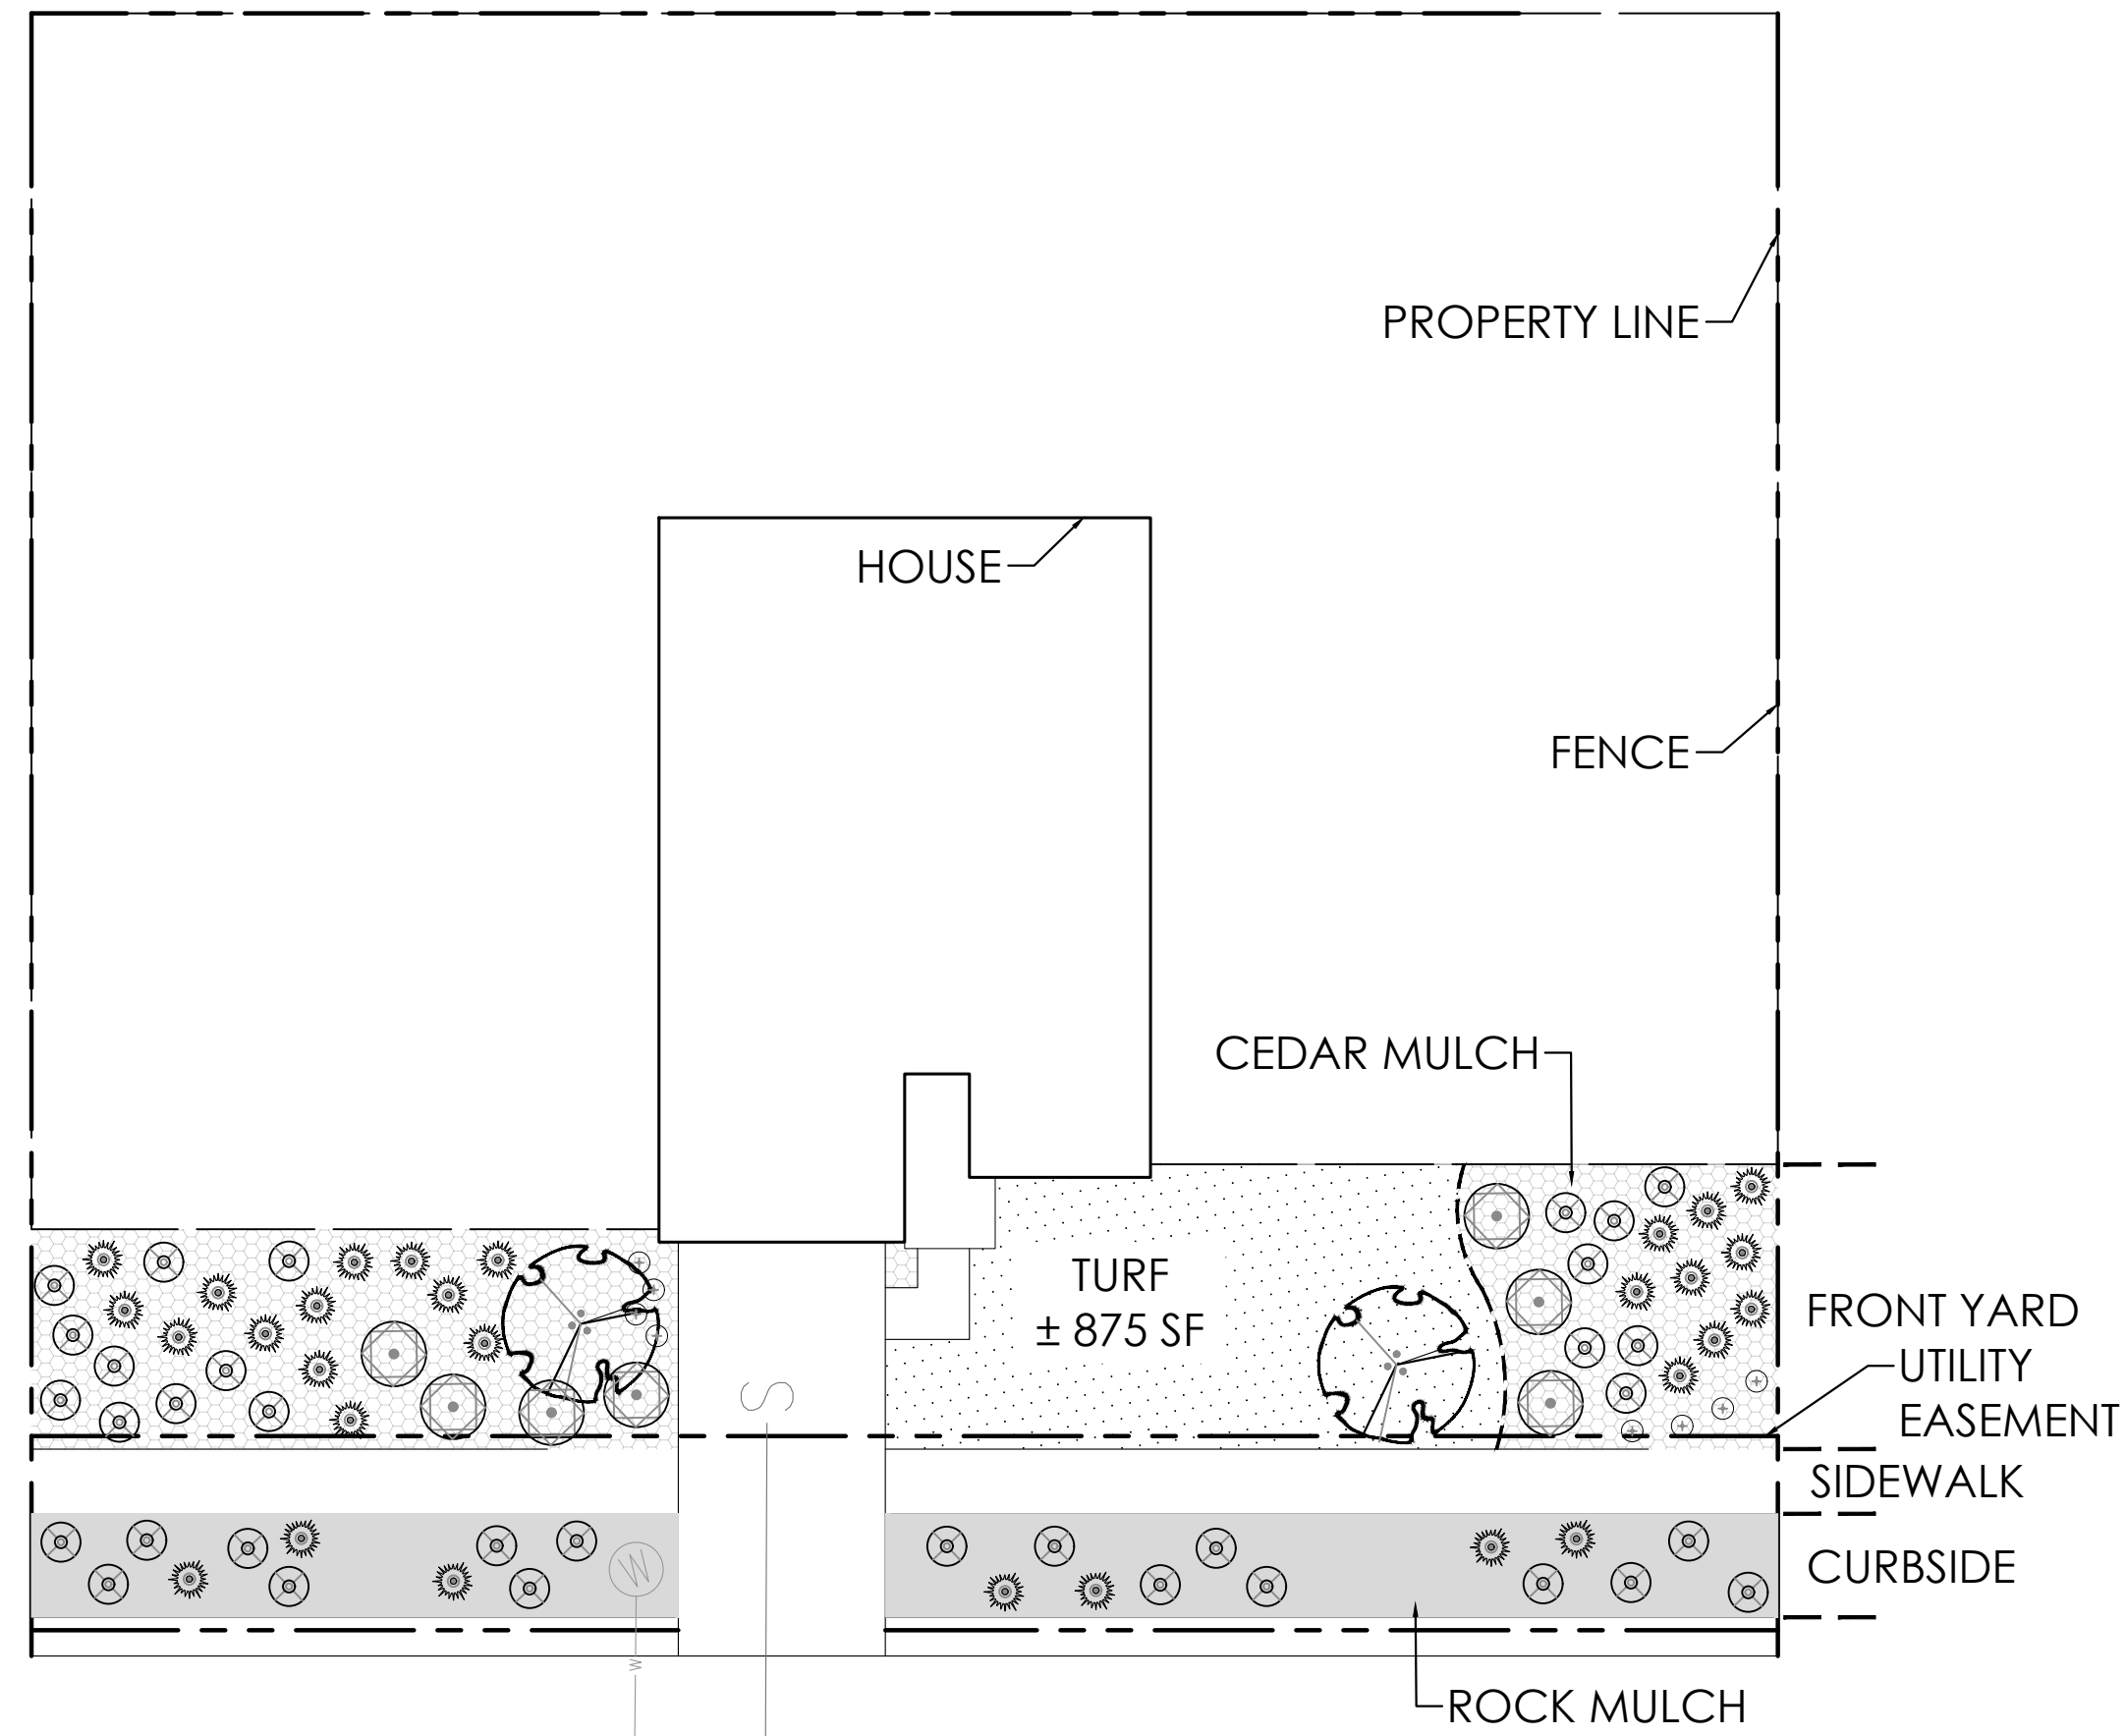 PROPERTY LINE
HOUSE
FENCE
CEDAR MULCH
TURF
± 875 SF
FRONT YARD
UTILITY
EASEMENT
S
SIDEWALK
W
CURBSIDE
W
ROCK MULCH